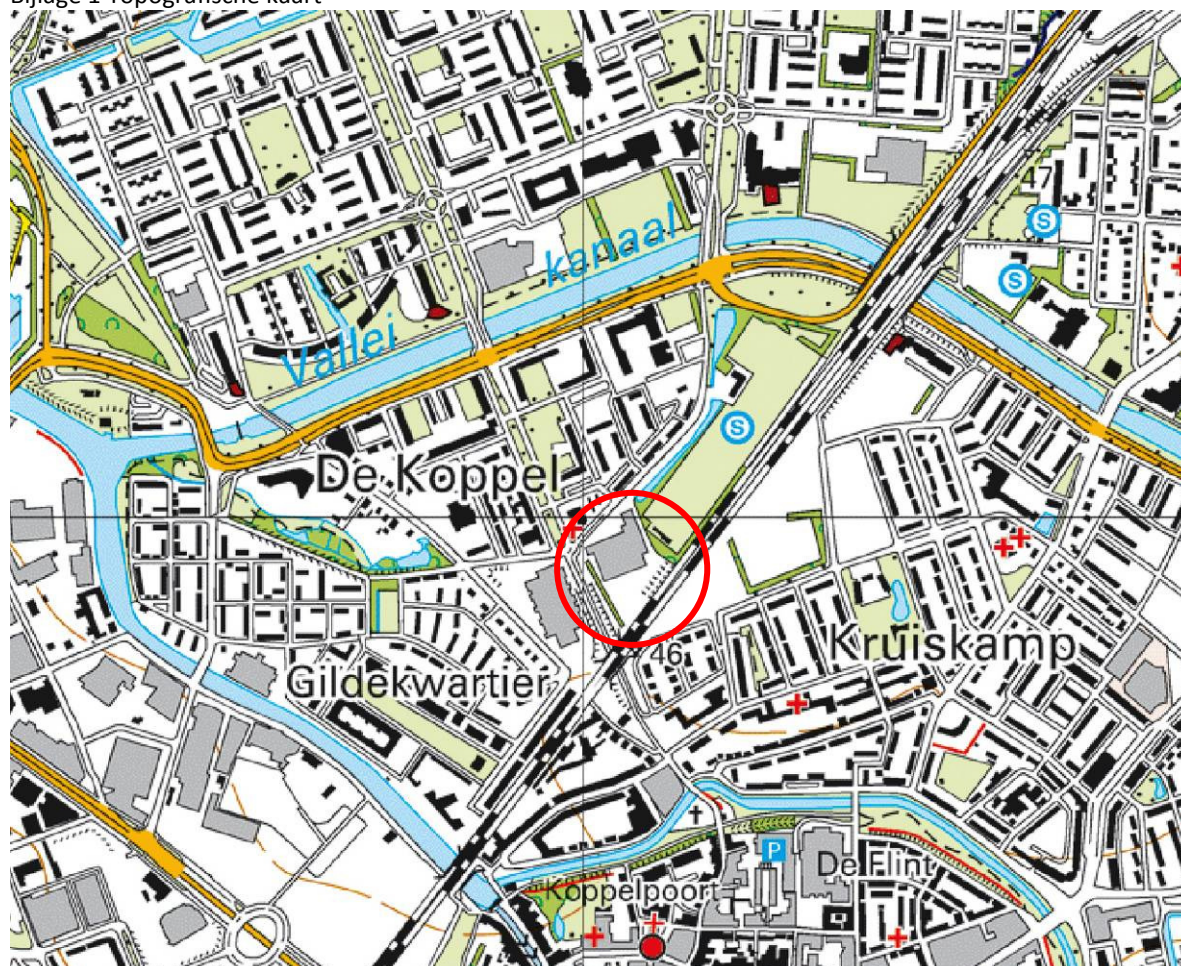 Bijlage 1 Topografische kaart
47
S
S
kanaal
Vallei
S
De Koppel
Kruiskamp
46
Gildekwartier
P
De Flint
Koppelpoort